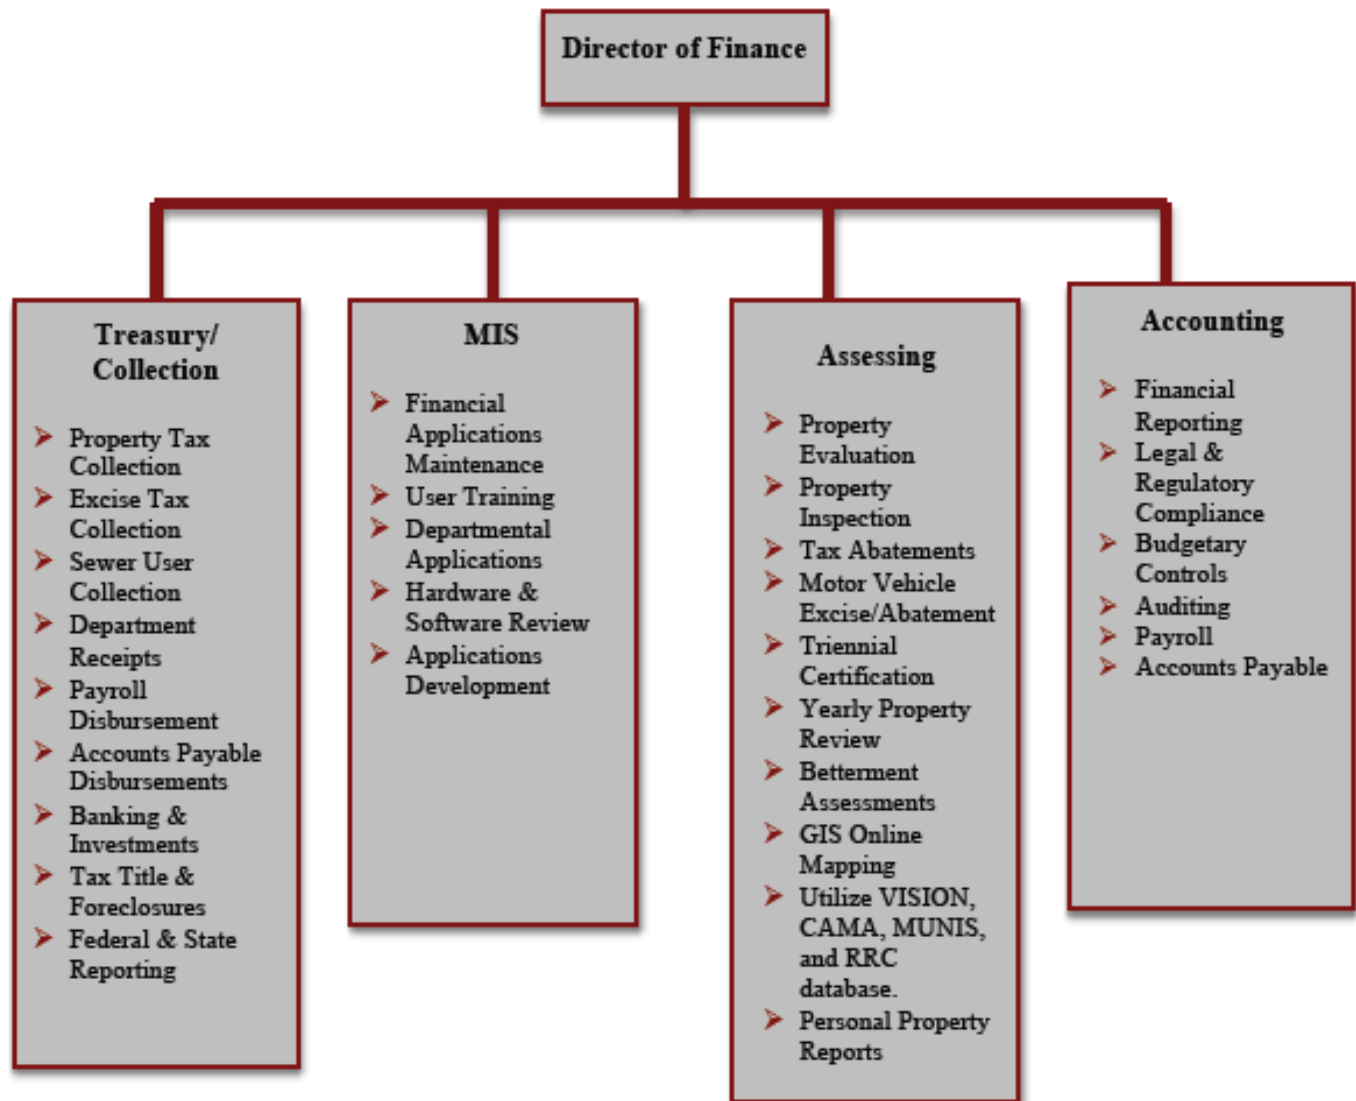 Director of Finance
Treasury/
Collection
Property Tax
Collection
Excise Tax
Collection
Sewer User
Collection
Department
Receipts
Payroll
Disbursement
Accounts Payable
Disbursements
Banking &
Investments
Tax Title &
Foreclosures
Federal & State
Reporting
MIS
Financial
Applications
Maintenance
User Training
Departmental
Applications
Hardware &
Software Review
Applications
Development
Assessing
Property
Evaluation
Property
Inspection
Tax Abatements
Motor Vehicle
Excise/Abatement
Triennial
Certification
Yearly Property
Review
Betterment
Assessments
GIS Online
Mapping
Utilize VISION,
CAMA, MUNIS,
and RRC
database.
Personal Property
Reports
Accounting
Financial
Reporting
Legal &
Regulatory
Compliance
Budgetary
Controls
Auditing
Payroll
Accounts Payable